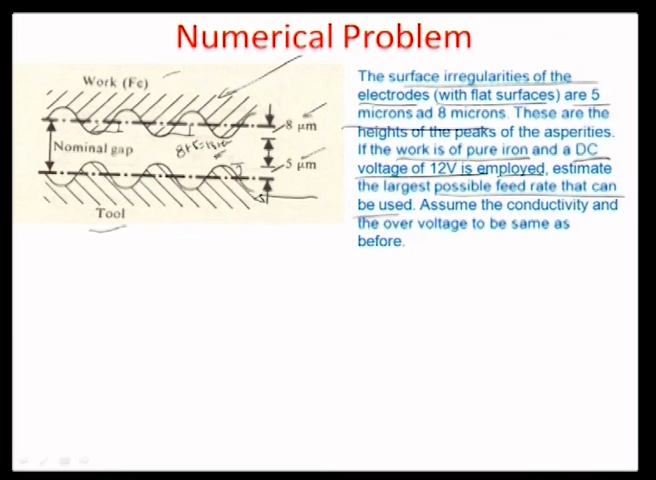 Numerical Problem
Work (Fe)
8 μm
Nominal gap
5 μm
Tool
The surface irregularities of the
electrodes (with flat surfaces) are 5
microns ad 8 microns. These are the
heights of the peaks of the asperities.
If the work is of pure iron and a DC
voltage of 12V is employed, estimate
the largest possible feed rate that can
be used. Assume the conductivity and
the over voltage to be same as
before.